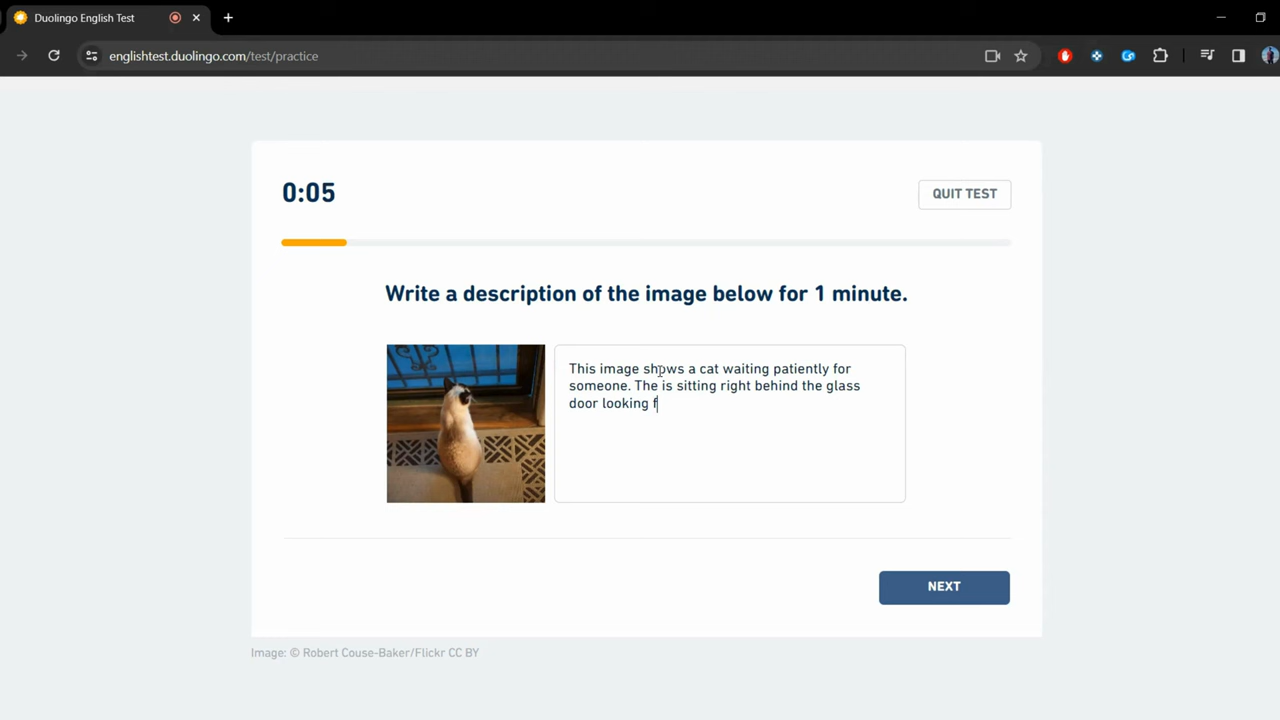 Duolingo English Test
englishtest.duolingo.com/test/practice
0:05
QUIT TEST
Write a description of the image below for 1 minute.
This image shows a cat waiting patiently for
someone. The is sitting right behind the glass
door looking f
NEXT
Image: © Robert Couse-Baker/Flickr CC BY